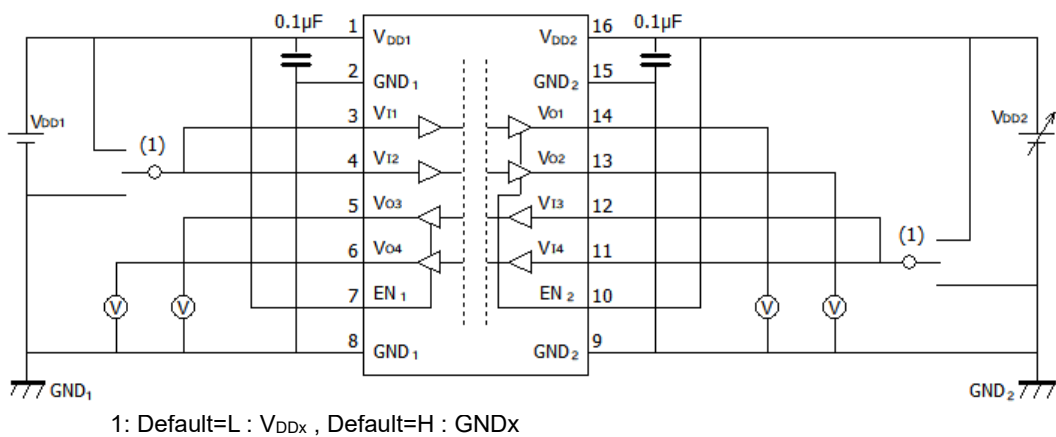 0.1µF 1 16 0.1µF
VDD1 VDD2
2 15
GND1 GND2
3 VI1 VO1 14
VDD1 VDD2
(1) 4 VI2 VO2 13
5 VO3 VI3 12
6 VO4 VI4 11 (1)
7 EN1 EN2 10
V V V V
8 GND1 GND2 9
GND1 GND2
1: Default=L : VDDx , Default=H : GNDx